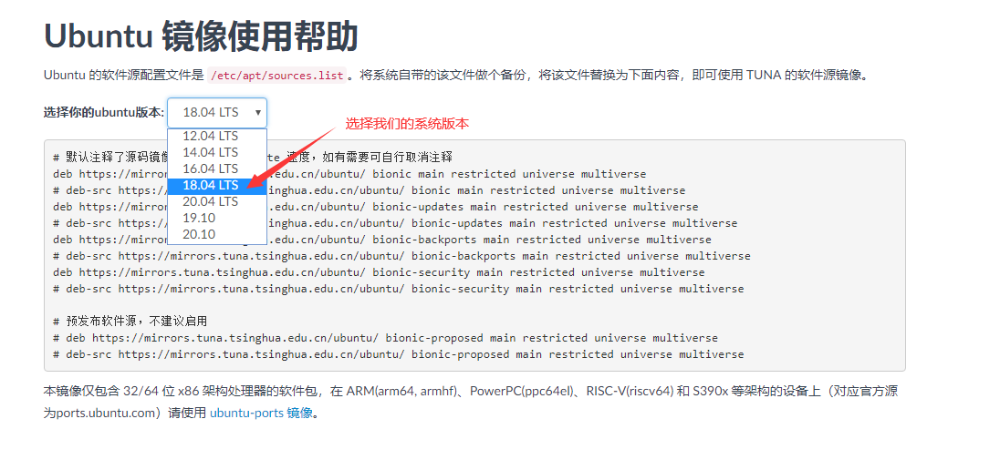 Ubuntu 镜像使用帮助
Ubuntu 的软件源配置文件是 /etc/apt/sources.list。将系统自带的该文件做个备份，将该文件替换为下面内容，即可使用 TUNA 的软件源镜像。
选择你的ubuntu版本: 18.04 LTS
选择我们的系统版本
12.04 LTS
14.04 LTS
16.04 LTS
18.04 LTS
20.04 LTS
19.10
20.10
# 默认注释了源码镜像 te 速度，如有需要可自行取消注释
deb https://mirrors. .edu.cn/ubuntu/ bionic main restricted universe multiverse
# deb-src https://mi singhua.edu.cn/ubuntu/ bionic main restricted universe multiverse
deb https://mirrors. .edu.cn/ubuntu/ bionic-updates main restricted universe multiverse
# deb-src https://mi singhua.edu.cn/ubuntu/ bionic-updates main restricted universe multiverse
deb https://mirrors. .edu.cn/ubuntu/ bionic-backports main restricted universe multiverse
# deb-src https://mirrors.tuna.tsinghua.edu.cn/ubuntu/ bionic-backports main restricted universe multiverse
deb https://mirrors.tuna.tsinghua.edu.cn/ubuntu/ bionic-security main restricted universe multiverse
# deb-src https://mirrors.tuna.tsinghua.edu.cn/ubuntu/ bionic-security main restricted universe multiverse
# 预发布软件源，不建议启用
# deb https://mirrors.tuna.tsinghua.edu.cn/ubuntu/ bionic-proposed main restricted universe multiverse
# deb-src https://mirrors.tuna.tsinghua.edu.cn/ubuntu/ bionic-proposed main restricted universe multiverse
本镜像仅包含 32/64 位 x86 架构处理器的软件包，在 ARM(arm64, armhf)、PowerPC(ppc64el)、RISC-V(riscv64) 和 S390x 等架构的设备上（对应官方源
为ports.ubuntu.com）请使用 ubuntu-ports 镜像。